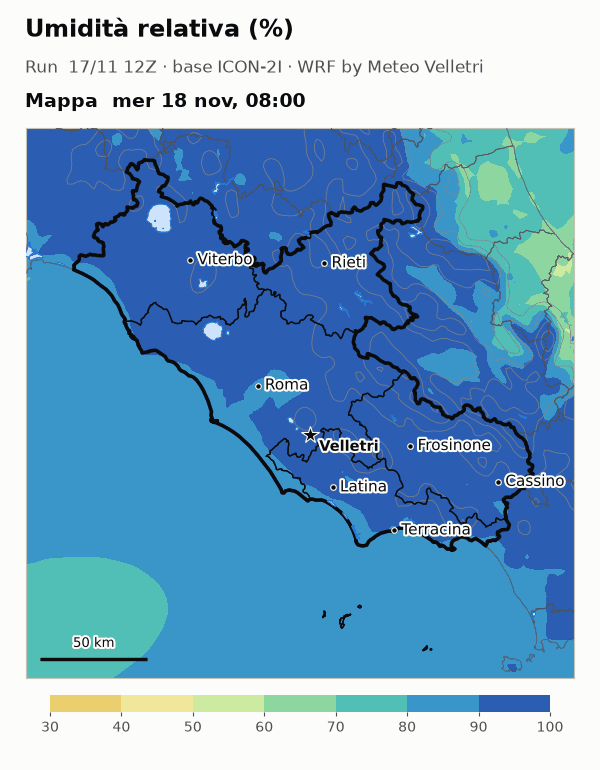 Umidità relativa (%)
Run  17/11 12Z · base ICON-2I · WRF by Meteo Velletri
Mappa  mer 18 nov, 08:00
Viterbo
Rieti
Roma
Velletri
Frosinone
Latina
Cassino
Terracina
50 km
30 40 50 60 70 80 90 100